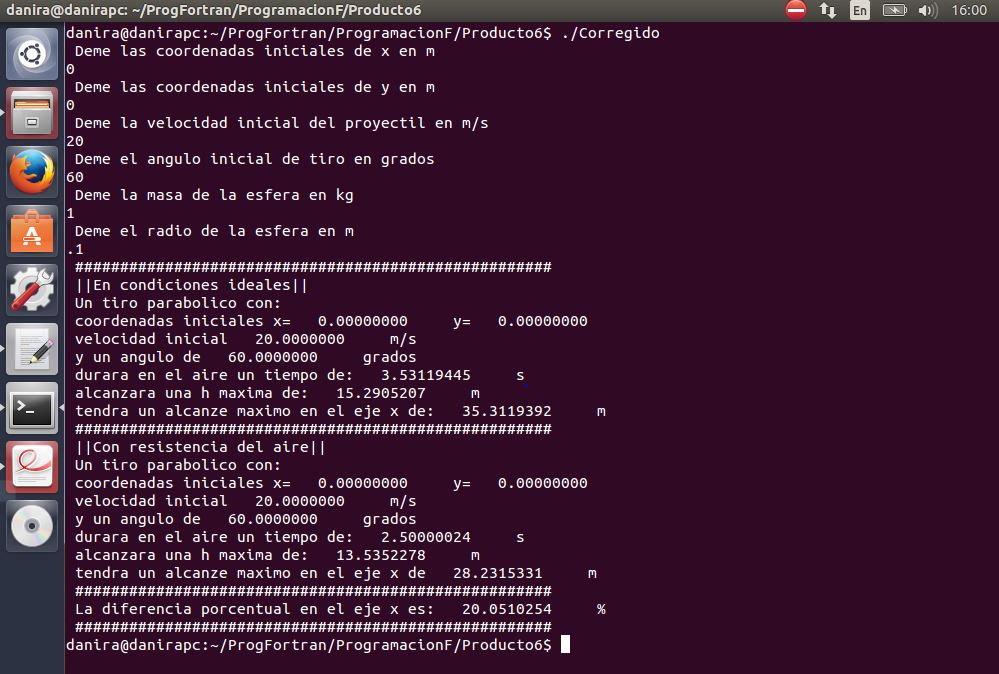 danira@danirapc: ~/ProgFortran/ProgramacionF/Producto6
En
16:00
danira@danirapc:~/ProgFortran/ProgramacionF/Producto6$ ./Corregido
Deme las coordenadas iniciales de x en m
0
Deme las coordenadas iniciales de y en m
0
Deme la velocidad inicial del proyectil en m/s
20
Deme el angulo inicial de tiro en grados
60
Deme la masa de la esfera en kg
1
Deme el radio de la esfera en m
.1
#####################################################
||En condiciones ideales||
Un tiro parabolico con:
coordenadas iniciales x=   0.00000000     y=   0.00000000
velocidad inicial   20.0000000     m/s
y un angulo de   60.0000000     grados
durara en el aire un tiempo de:   3.53119445     s
alcanzara una h maxima de:   15.2905207     m
tendra un alcanze maximo en el eje x de:   35.3119392     m
#####################################################
||Con resistencia del aire||
Un tiro parabolico con:
coordenadas iniciales x=   0.00000000     y=   0.00000000
velocidad inicial   20.0000000     m/s
y un angulo de   60.0000000     grados
durara en el aire un tiempo de:   2.50000024     s
alcanzara una h maxima de:   13.5352278     m
tendra un alcanze maximo en el eje x de   28.2315331     m
#####################################################
La diferencia porcentual en el eje x es:   20.0510254     %
#####################################################
danira@danirapc:~/ProgFortran/ProgramacionF/Producto6$